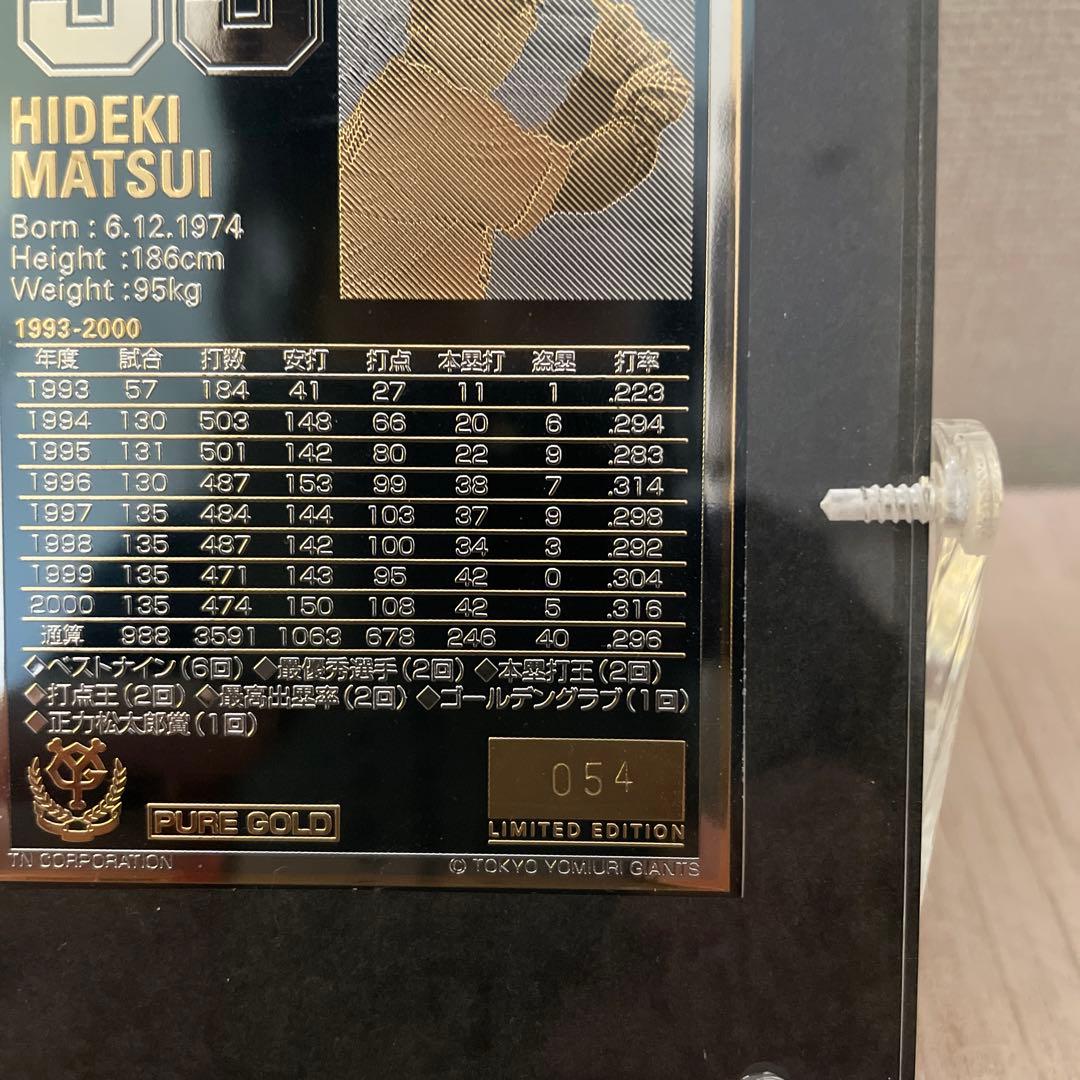 55
HIDEKI
MATSUI
Born : 6.12.1974
Height :186cm
Weight :95kg
1993-2000
年度 試合 打数 安打 打点 本塁打 盗塁 打率
1993 57 184 41 27 11 1 .223
1994 130 503 148 66 20 6 .294
1995 131 501 142 80 22 9 .283
1996 130 487 153 99 38 7 .314
1997 135 484 144 103 37 9 .298
1998 135 487 142 100 34 3 .292
1999 135 471 143 95 42 0 .304
2000 135 474 150 108 42 5 .316
通算 988 3591 1063 678 246 40 .296
◆ベストナイン(6回) ◆最優秀選手(2回) ◆本塁打王(2回)
◆打点王(2回) ◆最高出塁率(2回) ◆ゴールデングラブ(1回)
◆正力松太郎賞(1回)
YG
PURE GOLD
054
LIMITED EDITION
TN CORPORATION
© TOKYO YOMIURI GIANTS